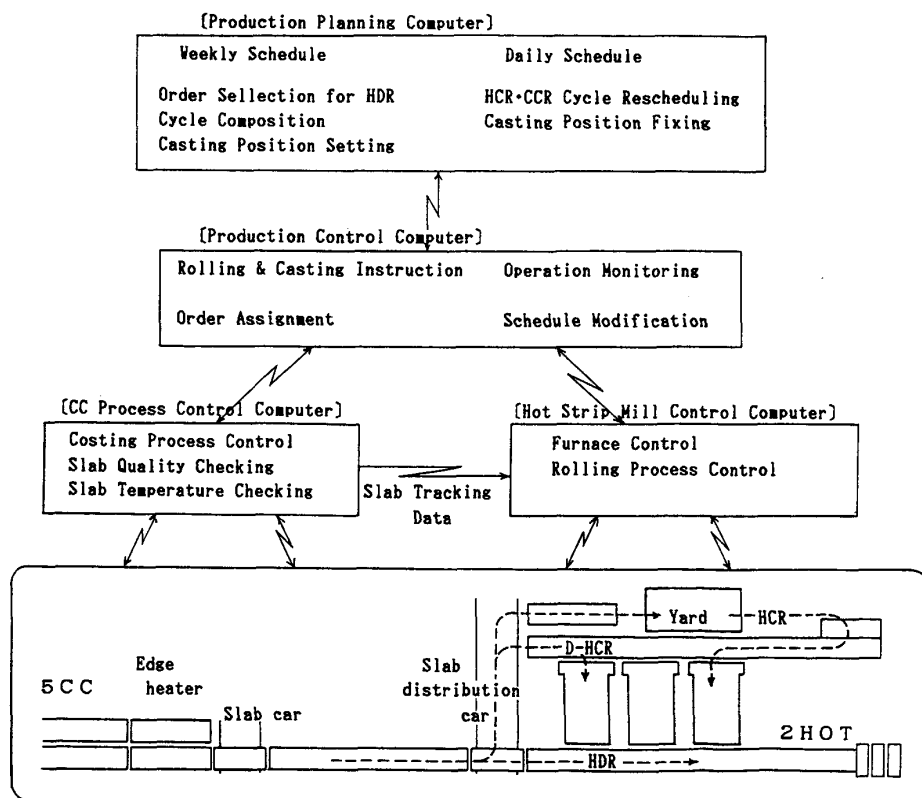 [Production Planning Computer]
Weekly Schedule
Daily Schedule
Order Sellection for HDR
HCR・CCR Cycle Rescheduling
Cycle Composition
Casting Position Fixing
Casting Position Setting
[Production Control Computer]
Rolling & Casting Instruction
Operation Monitoring
Order Assignment
Schedule Modification
[CC Process Control Computer]
[Hot Strip Mill Control Computer]
Costing Process Control
Slab Quality Checking
Slab Temperature Checking
Furnace Control
Rolling Process Control
Slab Tracking
Data
Yard
HCR
D-HCR
5CC
Edge
heater
Slab car
Slab
distribution
car
2HOT
HDR